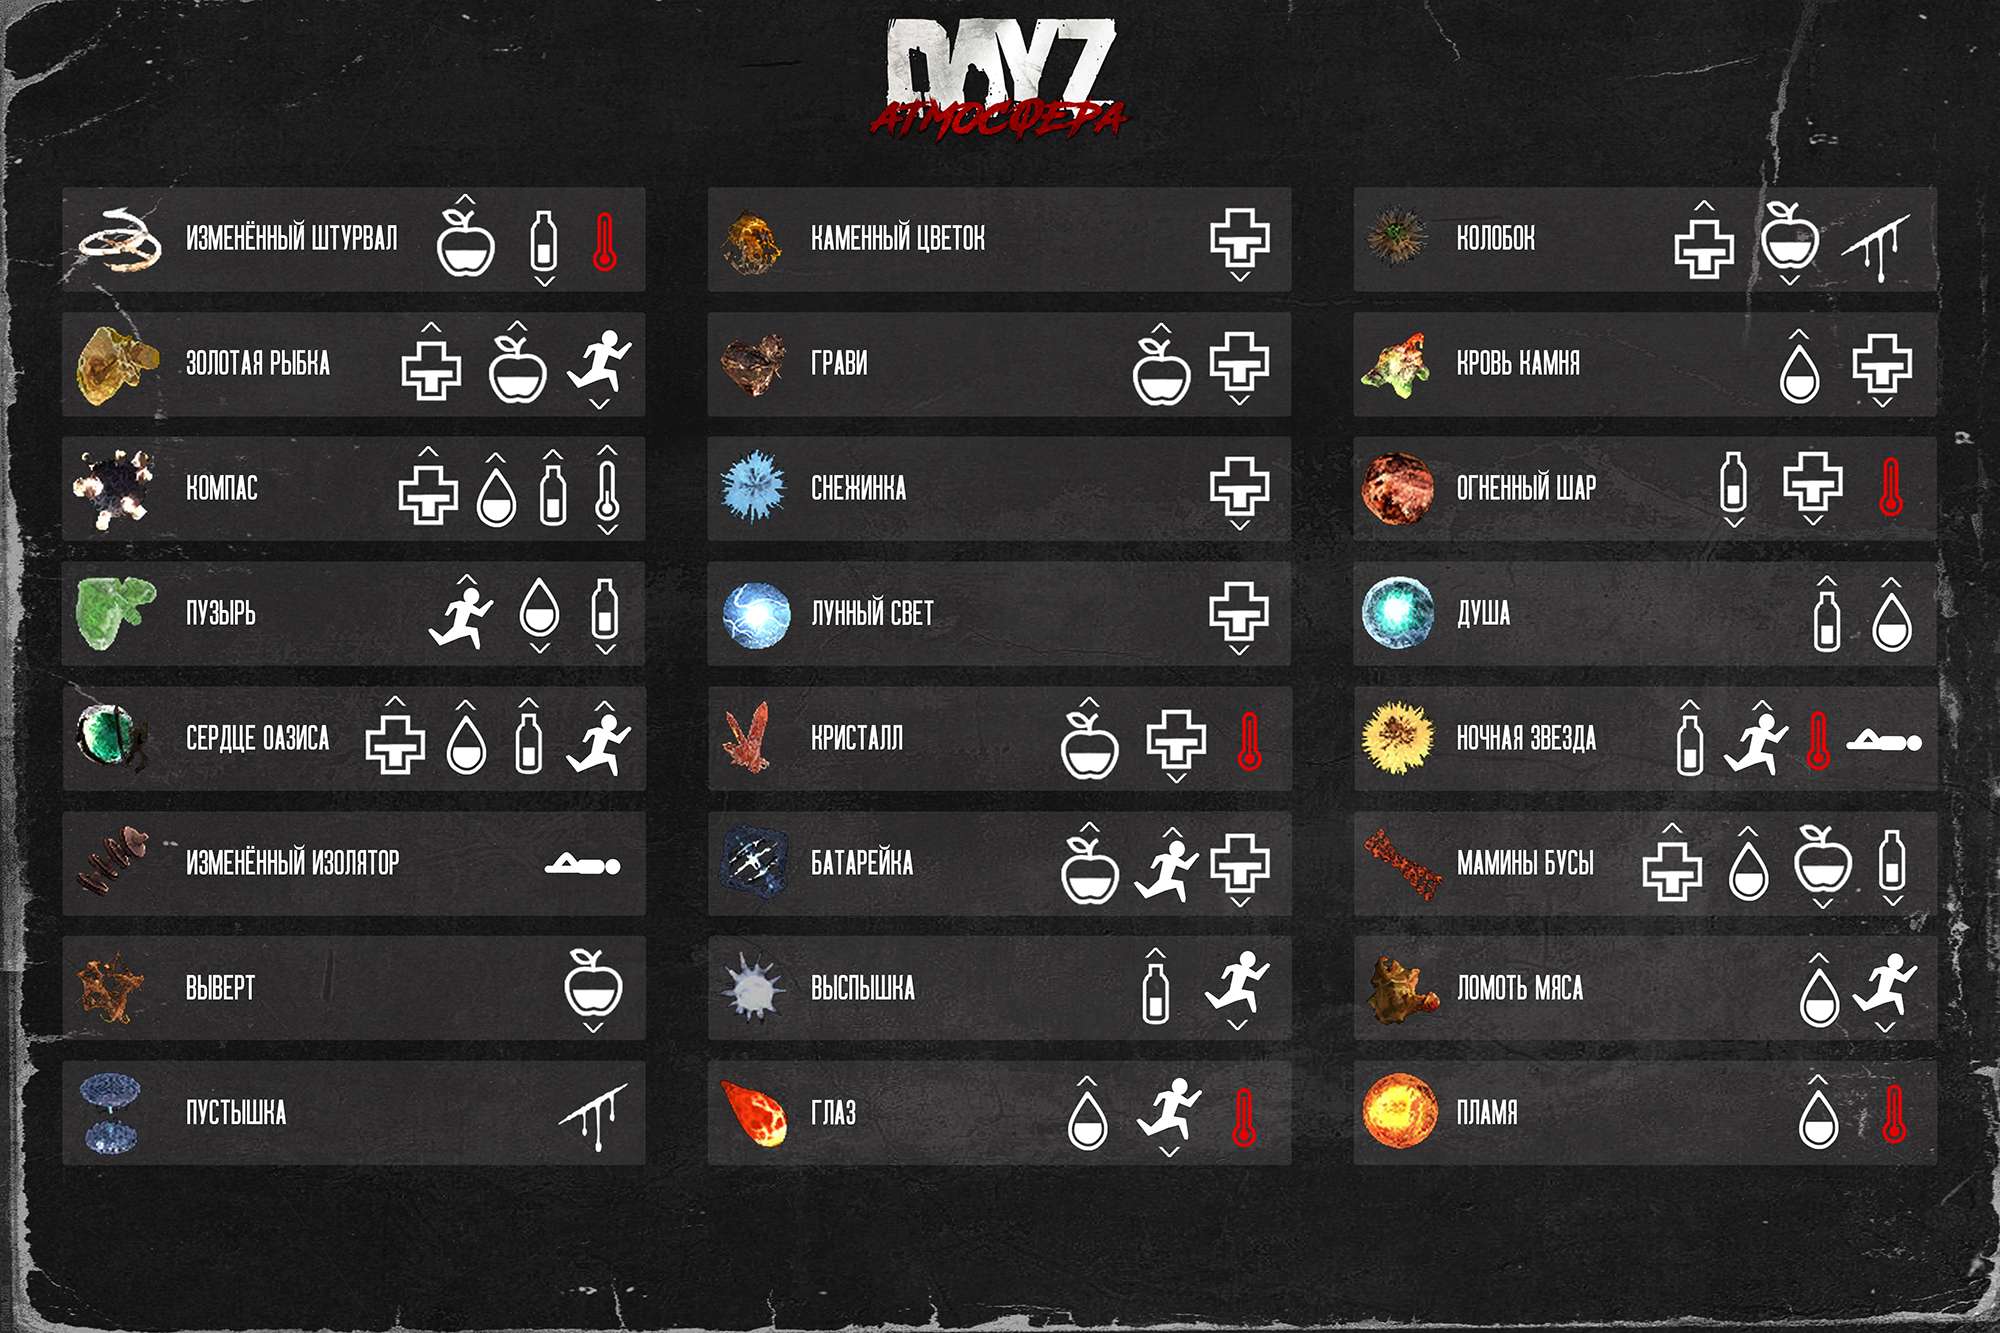 DAYZ
АТМОСФЕРА
ИЗМЕНЁННЫЙ ШТУРВАЛ
КАМЕННЫЙ ЦВЕТОК
КОЛОБОК
ЗОЛОТАЯ РЫБКА
ГРАВИ
КРОВЬ КАМНЯ
КОМПАС
СНЕЖИНКА
ОГНЕННЫЙ ШАР
ПУЗЫРЬ
ЛУННЫЙ СВЕТ
ДУША
СЕРДЦЕ ОАЗИСА
КРИСТАЛЛ
НОЧНАЯ ЗВЕЗДА
ИЗМЕНЁННЫЙ ИЗОЛЯТОР
БАТАРЕЙКА
МАМИНЫ БУСЫ
ВЫВЕРТ
ВЫСПЫШКА
ЛОМОТЬ МЯСА
ПУСТЫШКА
ГЛАЗ
ПЛАМЯ